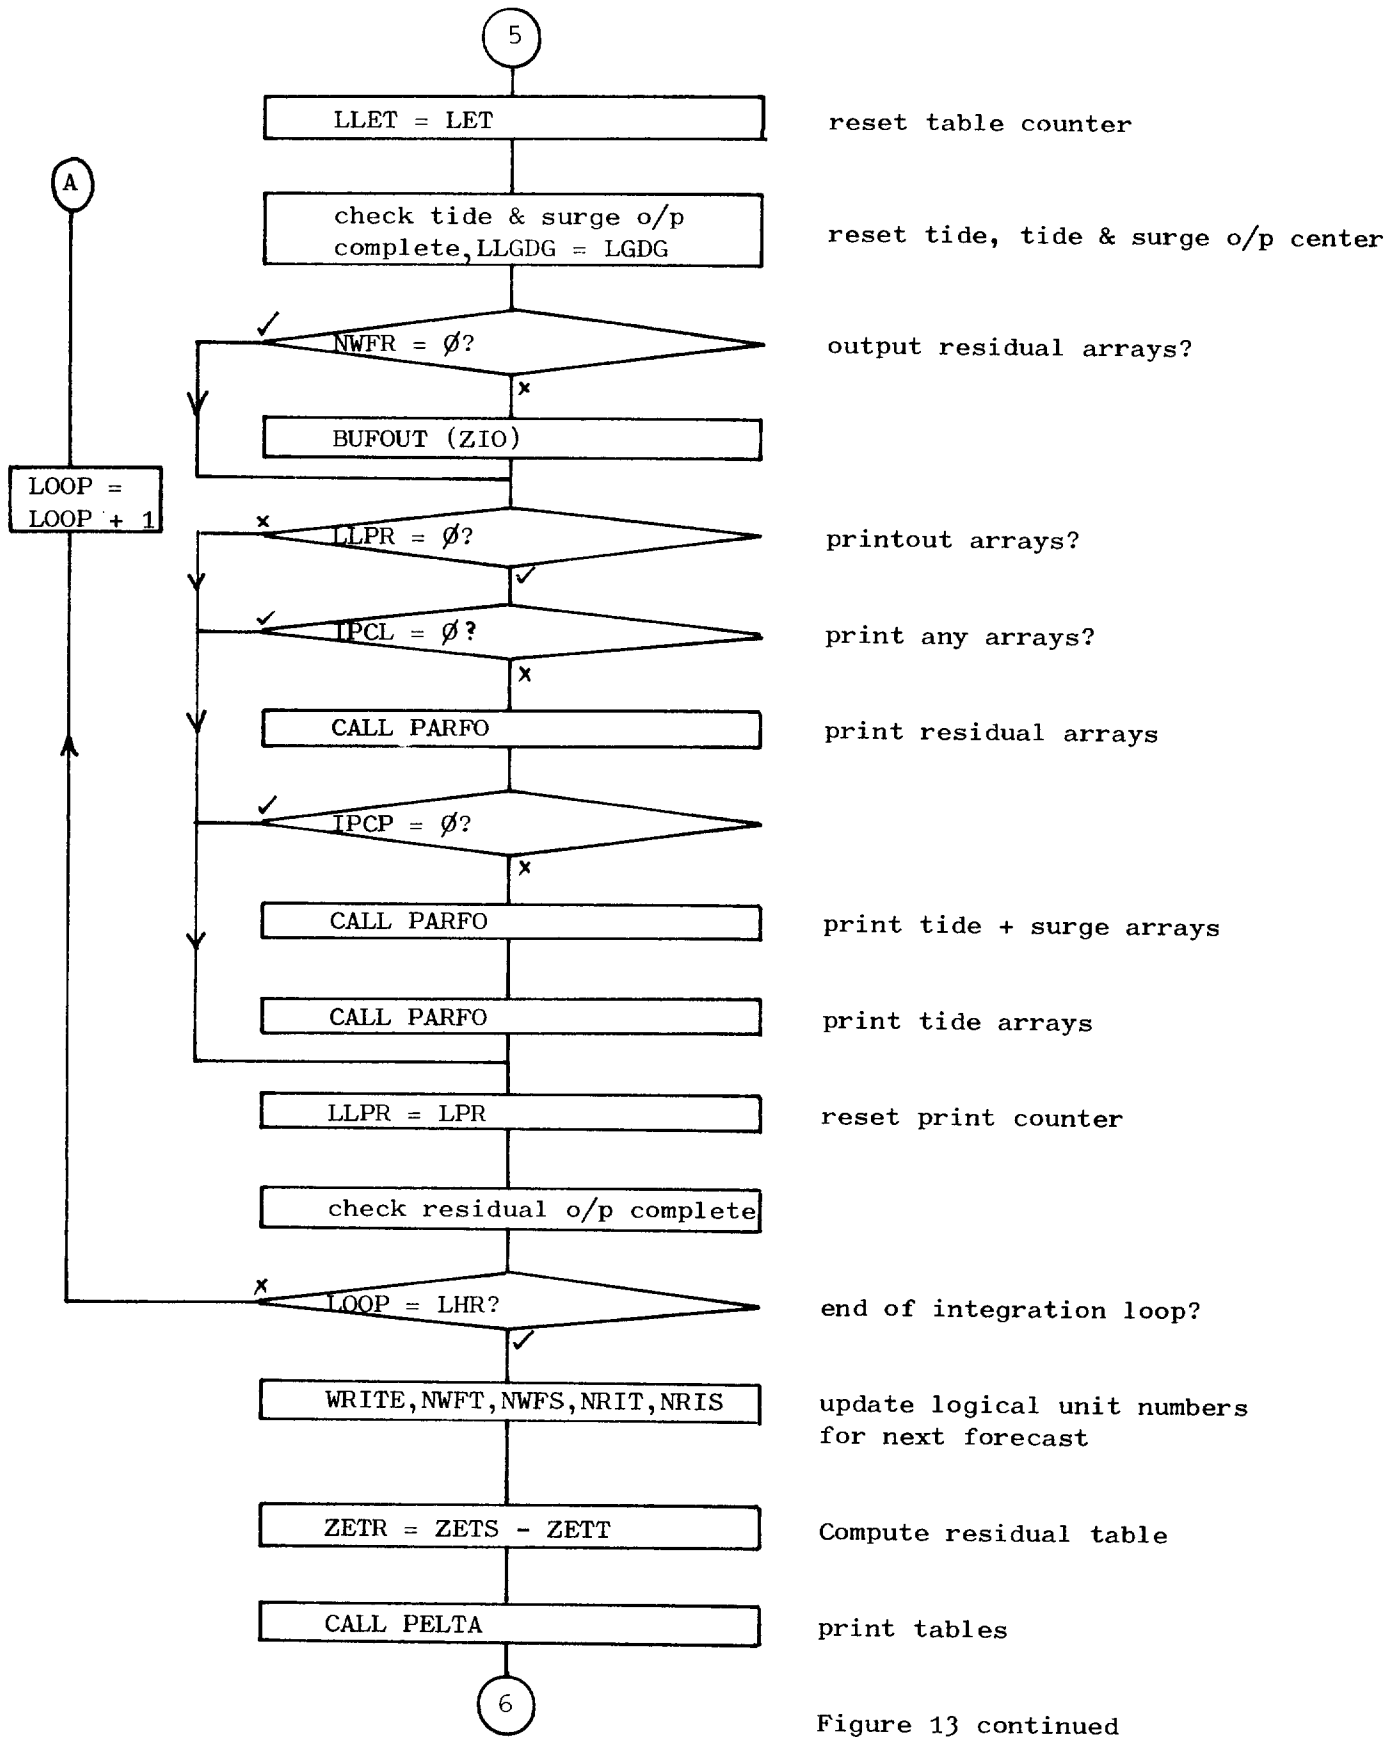 5
LLET = LET
reset table counter
A
check tide & surge o/p
complete,LLGDG = LGDG
reset tide, tide & surge o/p center
✓
NWFR = Ø?
output residual arrays?
x
BUFOUT (ZIO)
LOOP =
LOOP + 1
x
LLPR = Ø?
printout arrays?
✓
✓
IPCL = Ø?
print any arrays?
x
CALL PARFO
print residual arrays
✓
IPCP = Ø?
x
CALL PARFO
print tide + surge arrays
CALL PARFO
print tide arrays
LLPR = LPR
reset print counter
check residual o/p complete
x
LOOP = LHR?
end of integration loop?
✓
WRITE,NWFT,NWFS,NRIT,NRIS
update logical unit numbers
for next forecast
ZETR = ZETS - ZETT
Compute residual table
CALL PELTA
print tables
6
Figure 13 continued